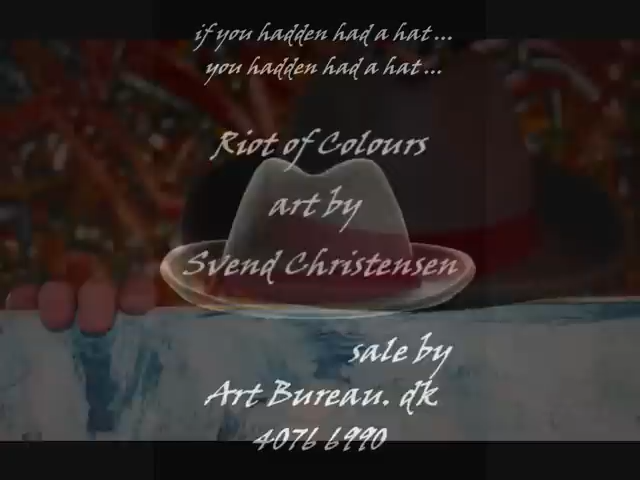 if you hadden had a hat ...
you hadden had a hat ...
Riot of Colours
art by
Svend Christensen
sale by
Art Bureau. dk
4076 6990